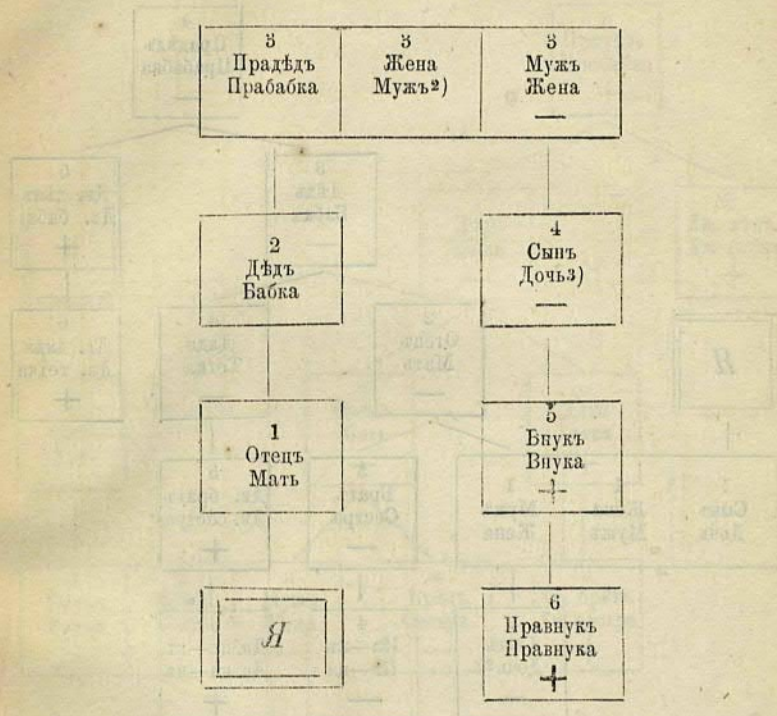 3
Прадѣдъ
Прабабка
3
Жена
Мужъ2)
3
Мужъ
Жена
—
2
Дѣдъ
Бабка
4
Сынъ
Дочь3)
—
1
Отецъ
Мать
5
Внукъ
Внука
+
Я
6
Правнукъ
Правнука
+